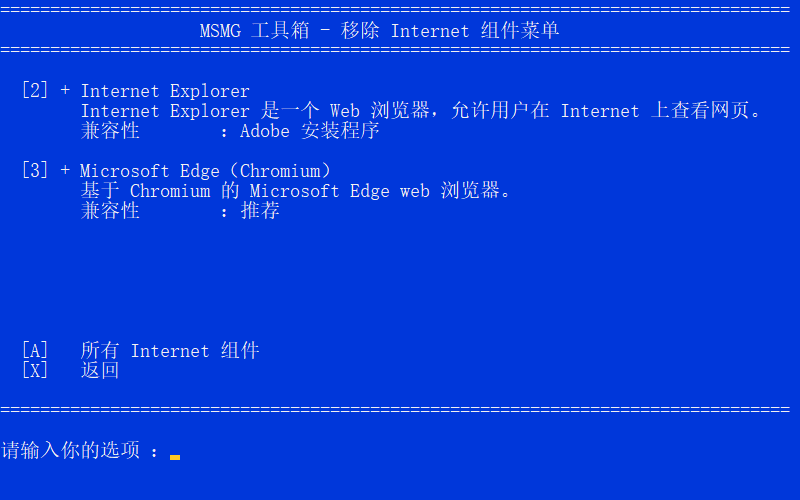 ===============================================================================
MSMG 工具箱 - 移除 Internet 组件菜单
===============================================================================
[2] + Internet Explorer
Internet Explorer 是一个 Web 浏览器，允许用户在 Internet 上查看网页。
兼容性 ：Adobe 安装程序
[3] + Microsoft Edge（Chromium）
基于 Chromium 的 Microsoft Edge web 浏览器。
兼容性 ：推荐
[A] 所有 Internet 组件
[X] 返回
===============================================================================
请输入你的选项 ：